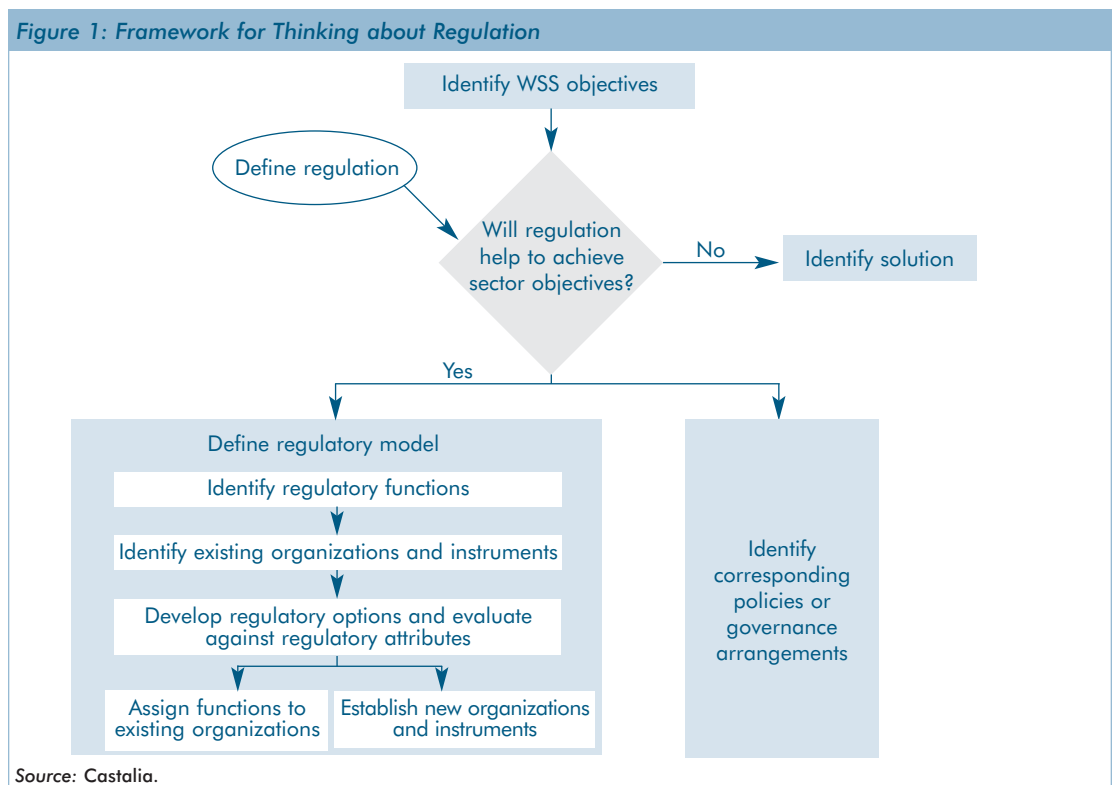 Figure 1: Framework for Thinking about Regulation
Identify WSS objectives
Define regulation
Will regulation
help to achieve
sector objectives?
No
Identify solution
Yes
Define regulatory model
Identify regulatory functions
Identify existing organizations and instruments
Develop regulatory options and evaluate
against regulatory attributes
Assign functions to
existing organizations
Establish new organizations
and instruments
Identify
corresponding
policies or
governance
arrangements
Source: Castalia.